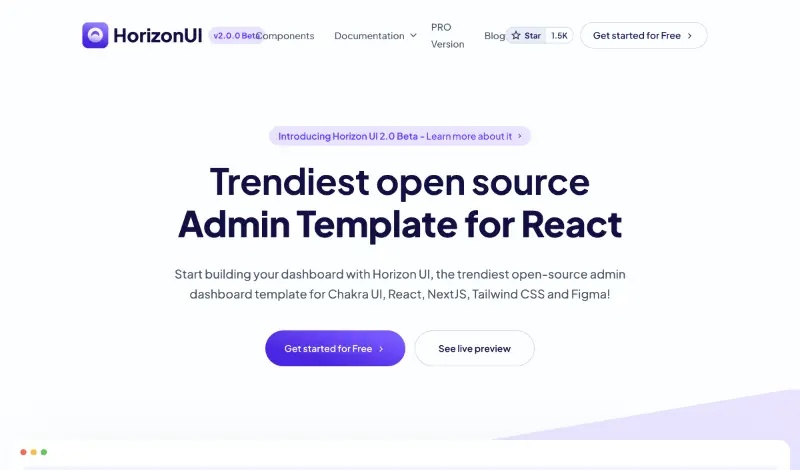 HorizonUI v2.0.0 Beta Components Documentation PRO Version Blog Star 1.5K Get started for Free
Introducing Horizon UI 2.0 Beta - Learn more about it
Trendiest open source
Admin Template for React
Start building your dashboard with Horizon UI, the trendiest open-source admin
dashboard template for Chakra UI, React, NextJS, Tailwind CSS and Figma!
Get started for Free
See live preview